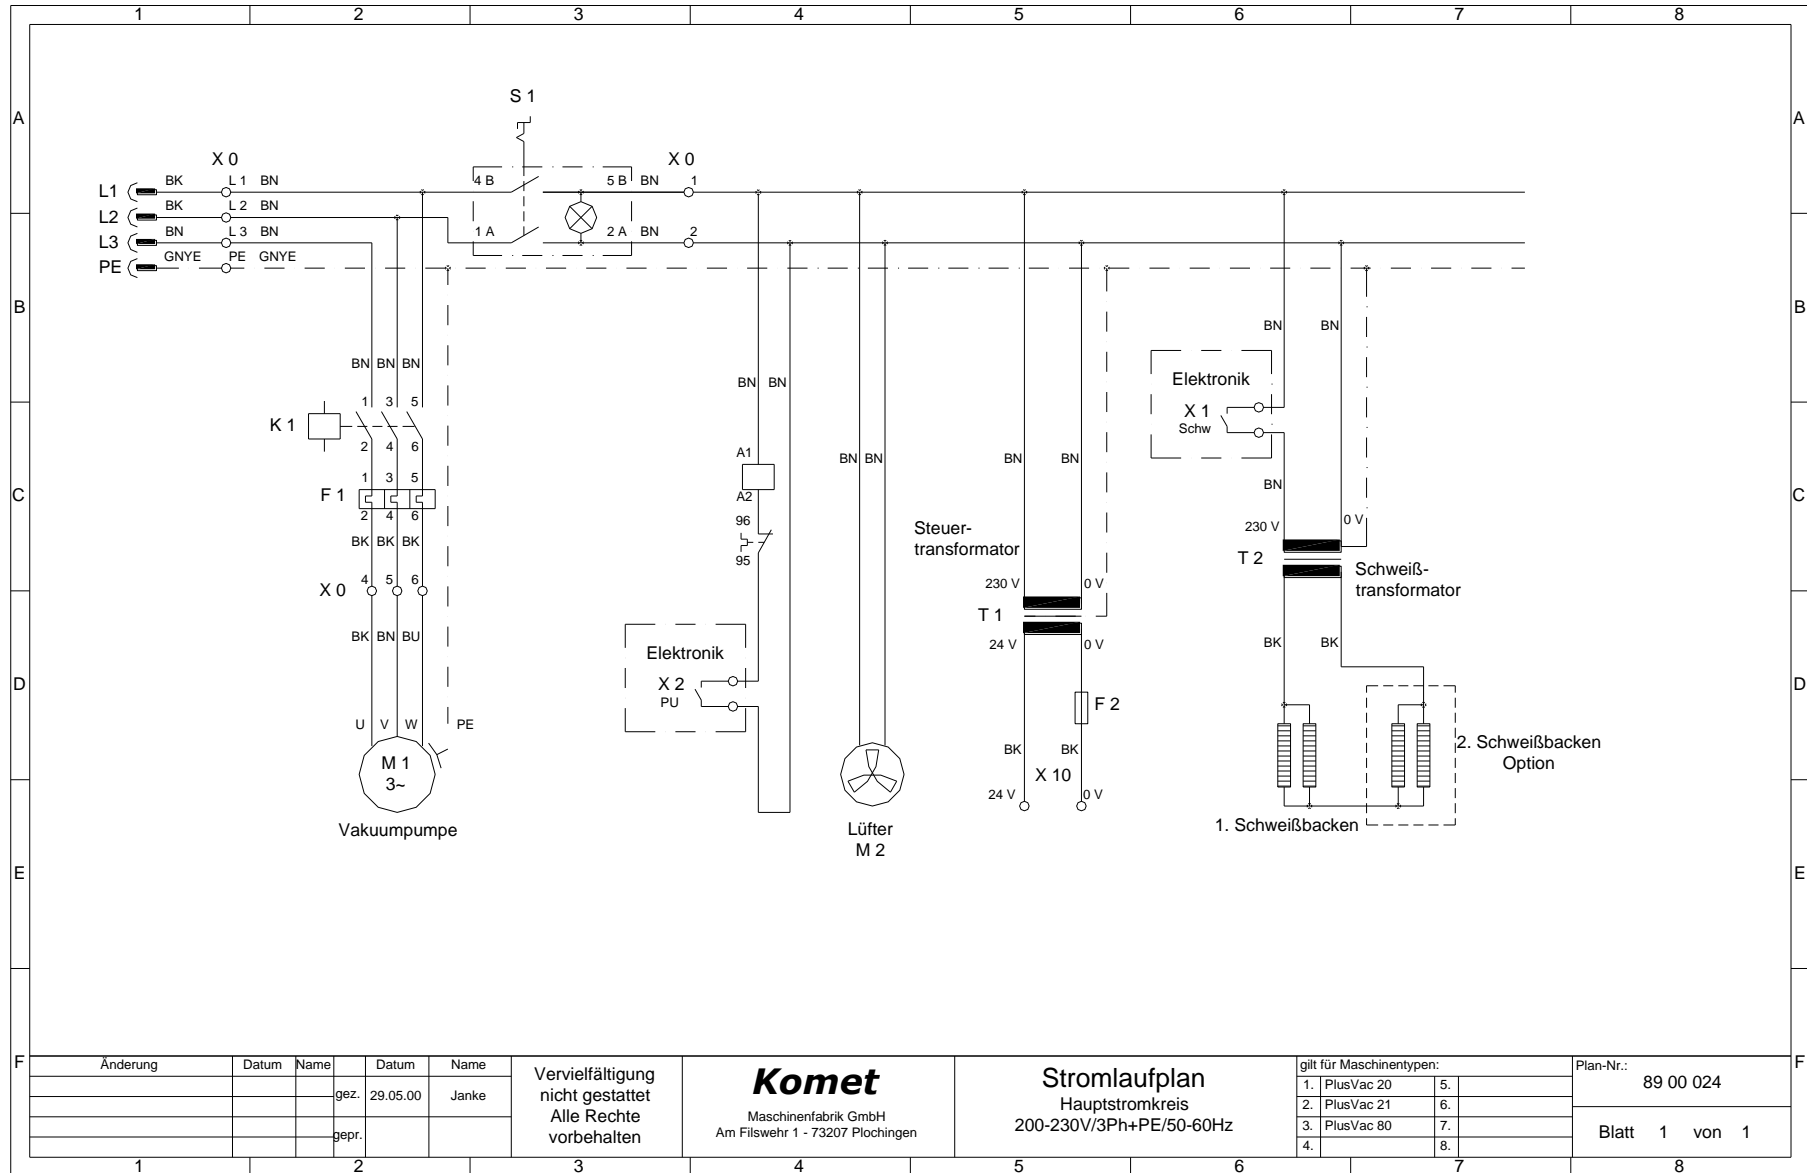 1 2 3 4 5 6 7 8
A A
S 1
X 0 X 0
L1 BK L 1 BN 4 B 5 B BN 1
L2 BK L 2 BN
L3 BN L 3 BN 1 A 2 A BN 2
PE GNYE PE GNYE
B B
BN BN
BN BN BN
Elektronik
BN BN
X 1
Schw
1 3 5
K 1
2 4 6
A1
BN BN
BN BN
1 3 5
BN
F 1
A2
C C
2 4 6
96
Steuer-
transformator
230 V 0 V
BK BK BK
95
T 2
Schweiß-
transformator
4 5 6
X 0
230 V 0 V
T 1
BK BN BU
24 V 0 V
BK BK
Elektronik
X 2
PU
D D
F 2
U V W PE
2. Schweißbacken
Option
BK BK
M 1
3~
X 10
24 V 0 V
Vakuumpumpe
Lüfter
M 2
1. Schweißbacken
E E
F F
Änderung Datum Name Datum Name
gez. 29.05.00 Janke
gepr.
Vervielfältigung
nicht gestattet
Alle Rechte
vorbehalten
Komet
Maschinenfabrik GmbH
Am Filswehr 1 - 73207 Plochingen
Stromlaufplan
Hauptstromkreis
200-230V/3Ph+PE/50-60Hz
gilt für Maschinentypen:
1. PlusVac 20 5.
2. PlusVac 21 6.
3. PlusVac 80 7.
4. 8.
Plan-Nr.:
89 00 024
Blatt 1 von 1
1 2 3 4 5 6 7 8